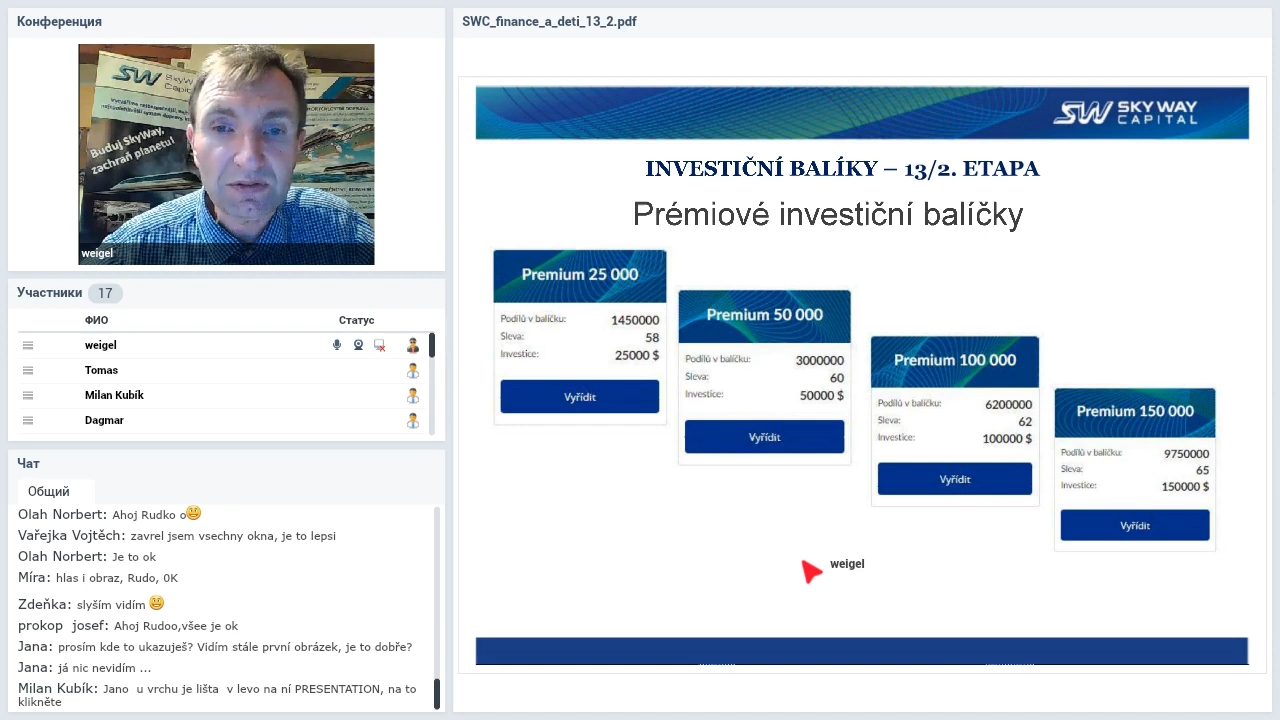 Конференция
SW SKYWAY
Buduj SkyWay,
zachraň planetu!
weigel
Участники 17
ФИО Статус
weigel
Tomas
Milan Kubík
Dagmar
Чат
Общий
Olah Norbert: Ahoj Rudko o
Vařejka Vojtěch: zavrel jsem vsechny okna, je to lepsi
Olah Norbert: Je to ok
Míra: hlas i obraz, Rudo, 0K
Zdeňka: slyším vidím
prokop josef: Ahoj Rudoo,všee je ok
Jana: prosím kde to ukazuješ? Vidím stále první obrázek, je to dobře?
Jana: já nic nevidím ...
Milan Kubík: Jano u vrchu je lišta v levo na ní PRESENTATION, na to
klikněte
SWC_finance_a_deti_13_2.pdf
SW SKY WAY
CAPITAL
INVESTIČNÍ BALÍKY – 13/2. ETAPA
Prémiové investiční balíčky
Premium 25 000
Podílů v balíčku: 1450000
Sleva: 58
Investice: 25000 $
Vyřídit
Premium 50 000
Podílů v balíčku: 3000000
Sleva: 60
Investice: 50000 $
Vyřídit
Premium 100 000
Podílů v balíčku: 6200000
Sleva: 62
Investice: 100000 $
Vyřídit
Premium 150 000
Podílů v balíčku: 9750000
Sleva: 65
Investice: 150000 $
Vyřídit
weigel